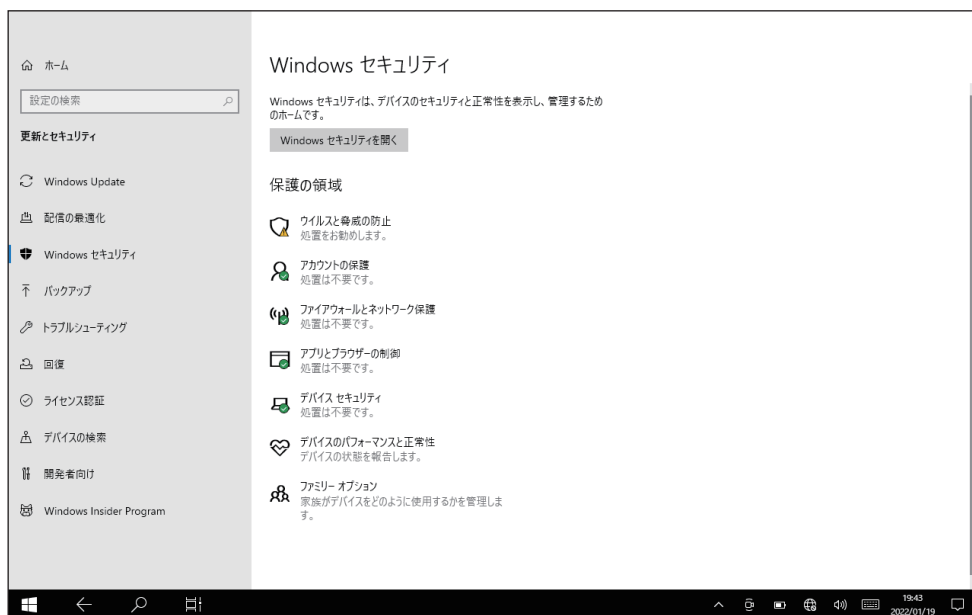 ホーム
設定の検索
更新とセキュリティ
Windows Update
配信の最適化
Windows セキュリティ
バックアップ
トラブルシューティング
回復
ライセンス認証
デバイスの検索
開発者向け
Windows Insider Program
Windows セキュリティ
Windows セキュリティは、デバイスのセキュリティと正常性を表示し、管理するため
のホームです。
Windows セキュリティを開く
保護の領域
ウイルスと脅威の防止
処置をお勧めします。
アカウントの保護
処置は不要です。
ファイアウォールとネットワーク保護
処置は不要です。
アプリとブラウザーの制御
処置は不要です。
デバイス セキュリティ
処置は不要です。
デバイスのパフォーマンスと正常性
デバイスの状態を報告します。
ファミリー オプション
家族がデバイスをどのように使用するかを管理しま
す。
19:43
2022/01/19